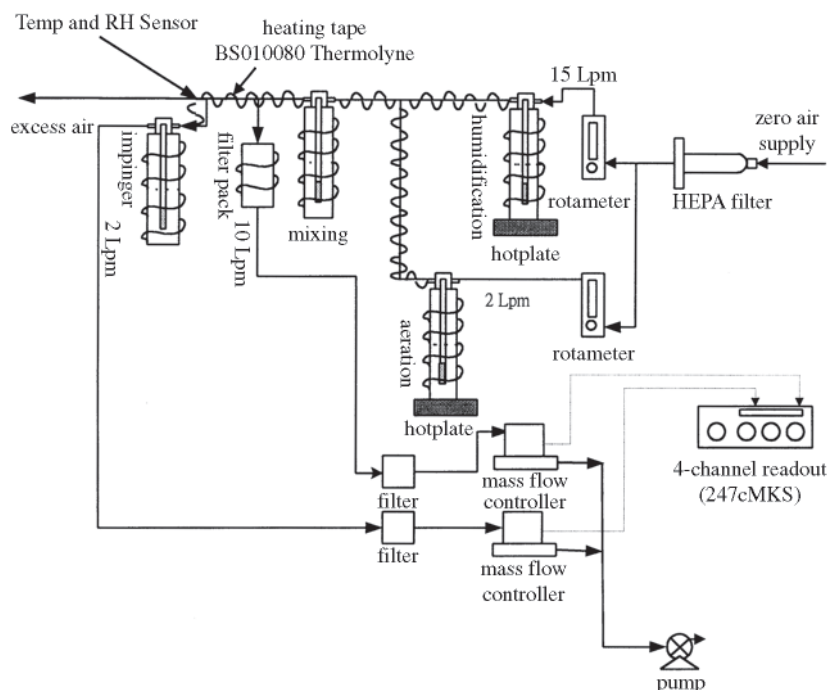 Temp and RH Sensor
heating tape
BS010080 Thermolyne
15 Lpm
zero air
supply
excess air
impinger
filter pack
mixing
humidification
rotameter
HEPA filter
hotplate
2 Lpm
10 Lpm
2 Lpm
aeration
rotameter
hotplate
filter
mass flow
controller
4-channel readout
(247cMKS)
filter
mass flow
controller
pump